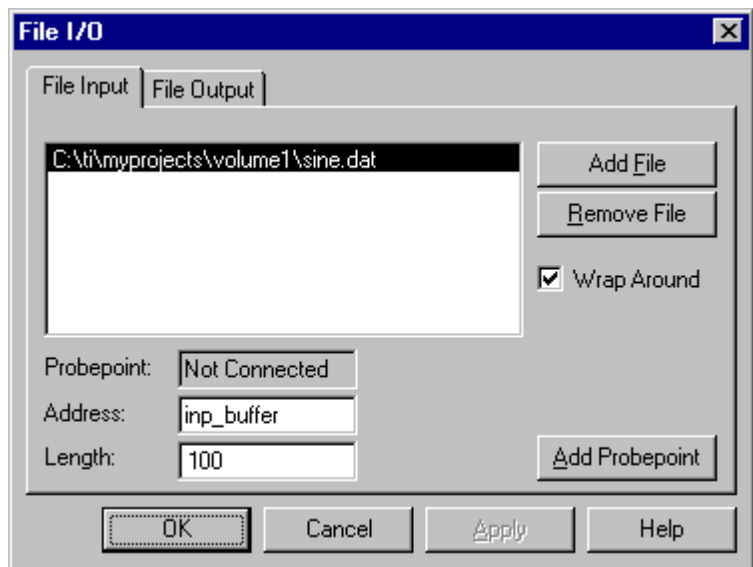 File I/O
File Input File Output
C:\ti\myprojects\volume1\sine.dat
Add File
Remove File
Wrap Around
Probepoint: Not Connected
Address: inp_buffer
Length: 100
Add Probepoint
OK Cancel Apply Help